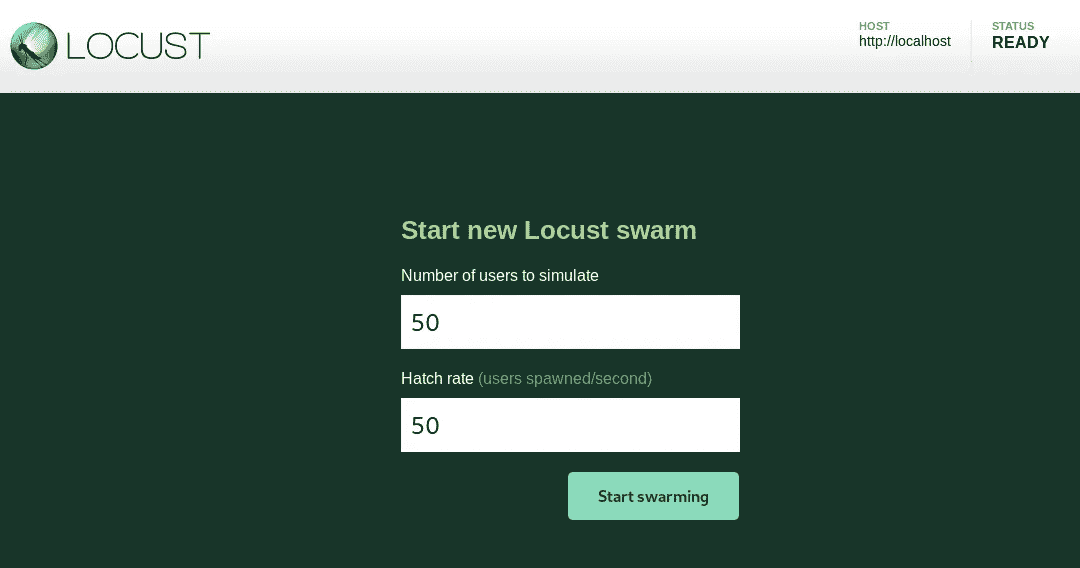 LOCUST
HOST
http://localhost
STATUS
READY
Start new Locust swarm
Number of users to simulate
50
Hatch rate (users spawned/second)
50
Start swarming